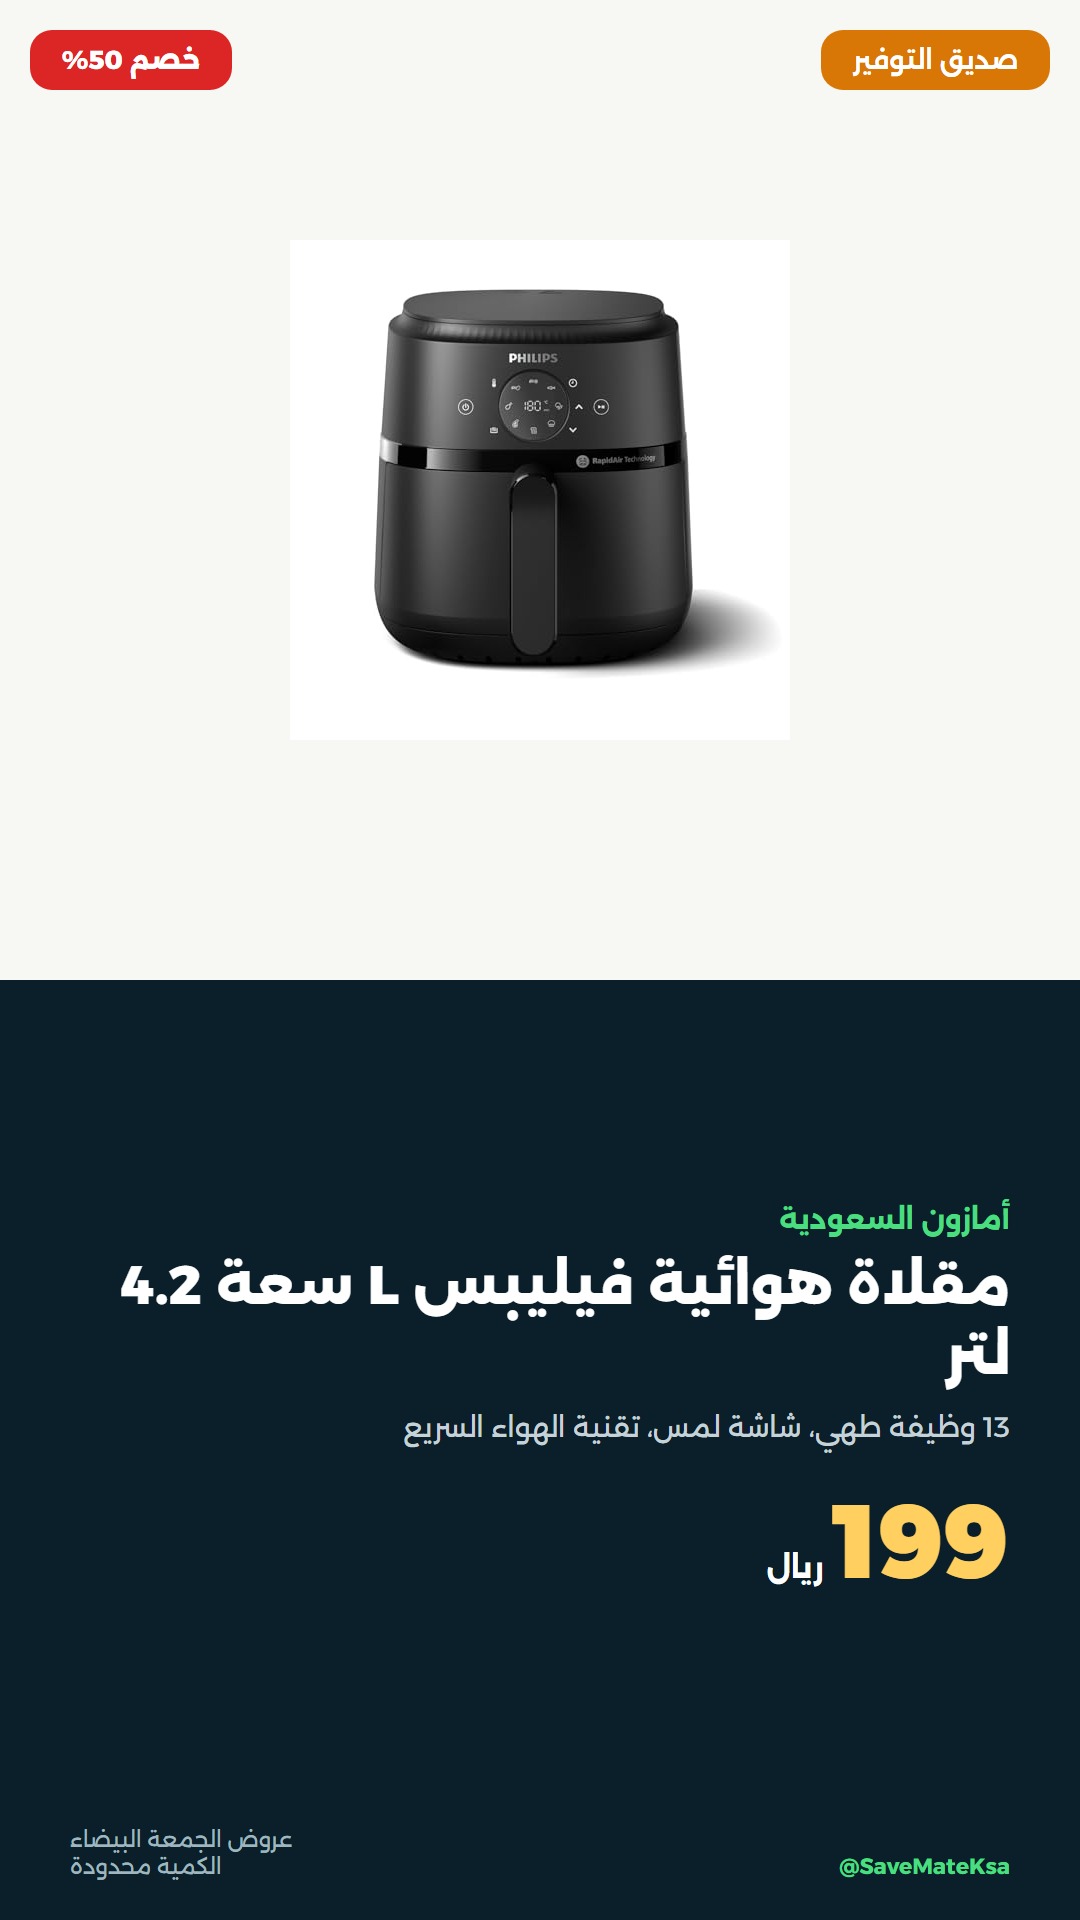 صديق التوفير
خصم 50%
PHILIPS
180
RapidAir Technology
أمازون السعودية
مقلاة هوائية فيليبس L سعة 4.2
لتر
13 وظيفة طهي، شاشة لمس، تقنية الهواء السريع
199 ريال
عروض الجمعة البيضاء
الكمية محدودة
@SaveMateKsa